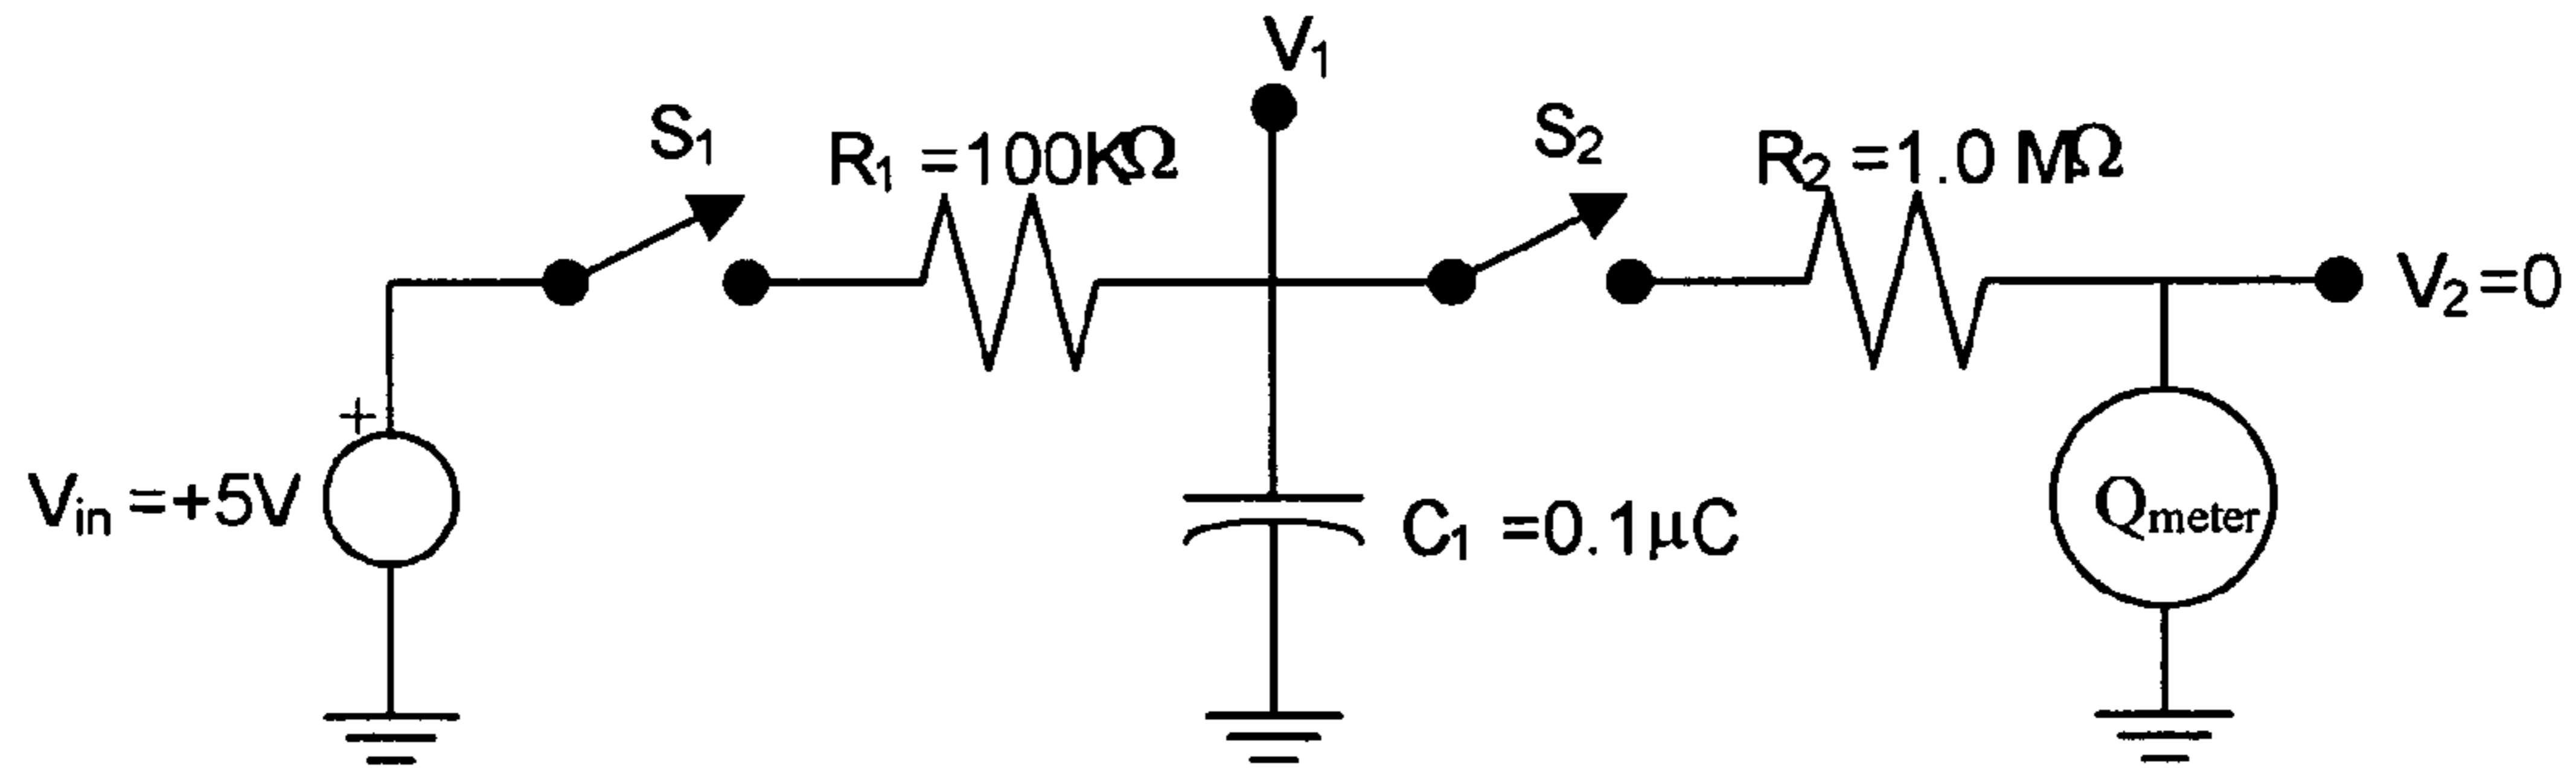 V1
S1
R1 =100KΩ
S2
R2 =1.0 MΩ
V2=0
+
Vin =+5V
C1 =0.1μC
Qmeter